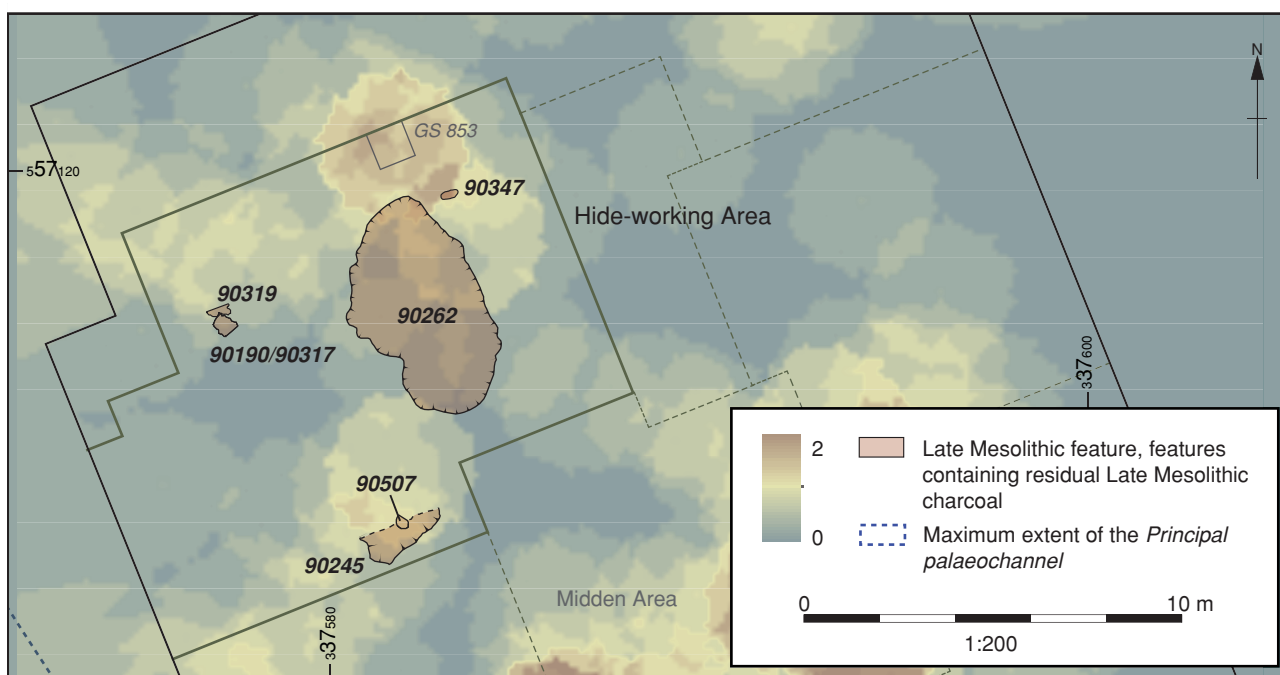 N
GS 853
557120
90347
Hide-working Area
90319
90262
90190/90317
337600
90507
90245
Midden Area
337580
2
0
Late Mesolithic feature, features
containing residual Late Mesolithic
charcoal
Maximum extent of the Principal
palaeochannel
0
10 m
1:200